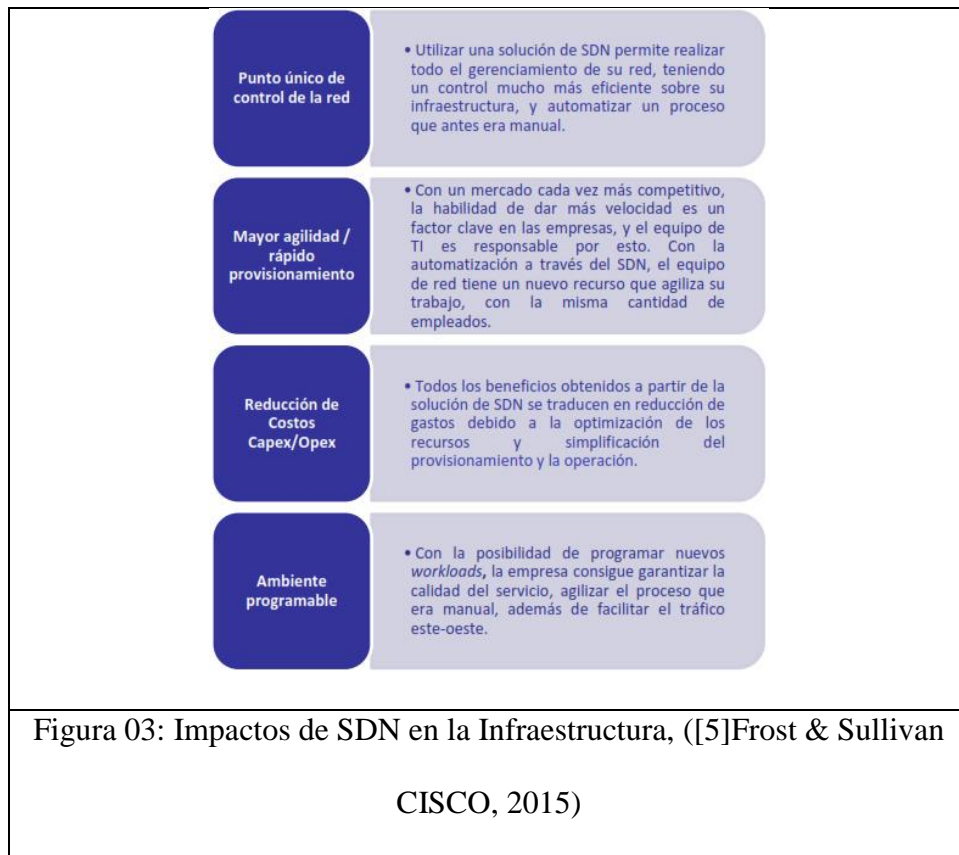 Punto único de
control de la red
• Utilizar una solución de SDN permite realizar
todo el gerenciamiento de su red, teniendo
un control mucho más eficiente sobre su
infraestructura, y automatizar un proceso
que antes era manual.
Mayor agilidad /
rápido
provisionamiento
• Con un mercado cada vez más competitivo,
la habilidad de dar más velocidad es un
factor clave en las empresas, y el equipo de
TI es responsable por esto. Con la
automatización a través del SDN, el equipo
de red tiene un nuevo recurso que agiliza su
trabajo, con la misma cantidad de
empleados.
Reducción de
Costos
Capex/Opex
• Todos los beneficios obtenidos a partir de la
solución de SDN se traducen en reducción de
gastos debido a la optimización de los
recursos y simplificación del
provisionamiento y la operación.
Ambiente
programable
• Con la posibilidad de programar nuevos
workloads, la empresa consigue garantizar la
calidad del servicio, agilizar el proceso que
era manual, además de facilitar el tráfico
este-oeste.
Figura 03: Impactos de SDN en la Infraestructura, ([5]Frost & Sullivan
CISCO, 2015)